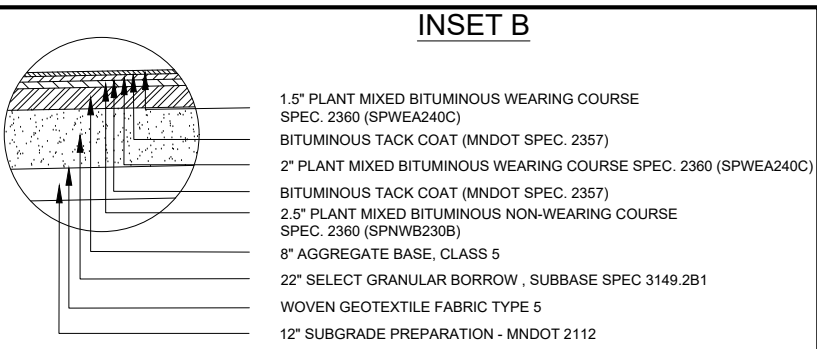 INSET B
1.5" PLANT MIXED BITUMINOUS WEARING COURSE
SPEC. 2360 (SPWEA240C)
BITUMINOUS TACK COAT (MNDOT SPEC. 2357)
2" PLANT MIXED BITUMINOUS WEARING COURSE SPEC. 2360 (SPWEA240C)
BITUMINOUS TACK COAT (MNDOT SPEC. 2357)
2.5" PLANT MIXED BITUMINOUS NON-WEARING COURSE
SPEC. 2360 (SPNWB230B)
8" AGGREGATE BASE, CLASS 5
22" SELECT GRANULAR BORROW , SUBBASE SPEC 3149.2B1
WOVEN GEOTEXTILE FABRIC TYPE 5
12" SUBGRADE PREPARATION - MNDOT 2112